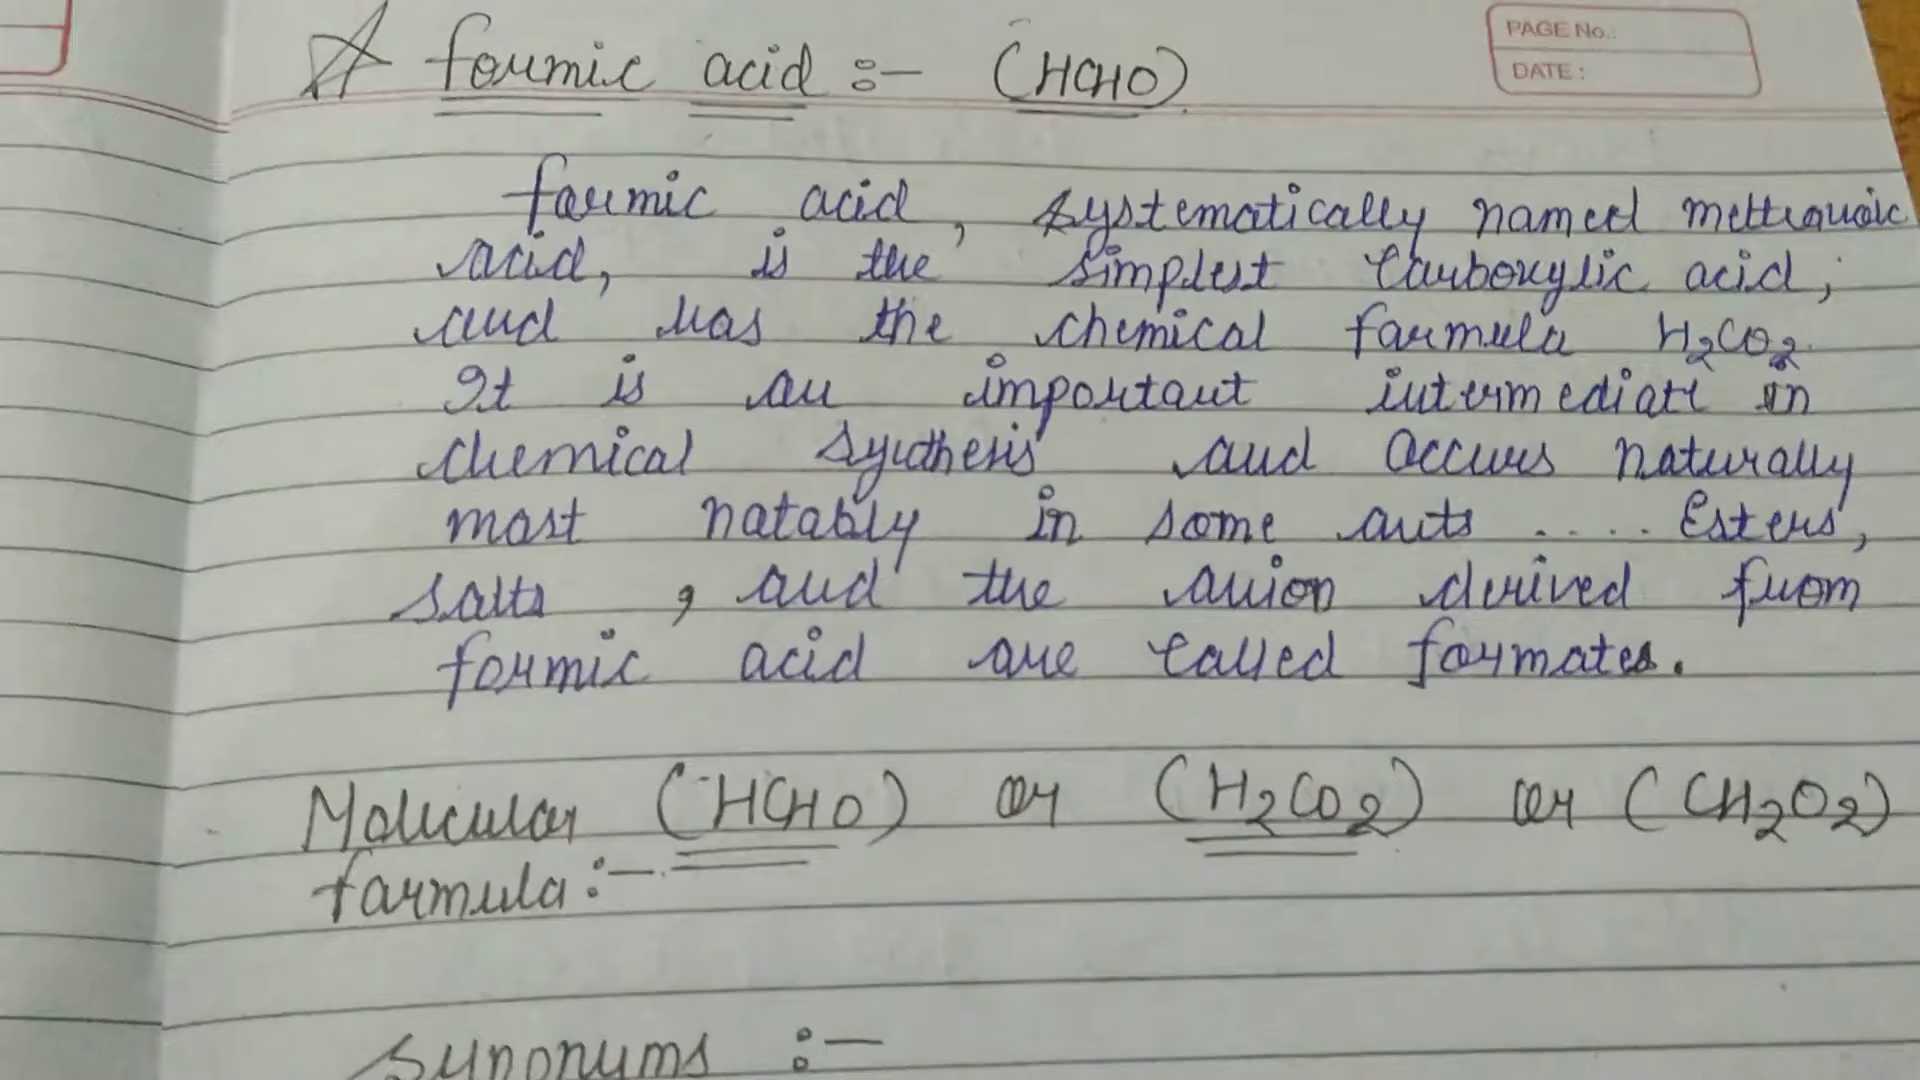 formic acid :- (HCHO)
PAGE No.:
DATE :
formic acid, systematically named methanoic
acid, is the simplest Carboxylic acid,
and has the chemical formula H₂CO₂
It is an important intermediate in
chemical synthesis and occurs naturally
most notably in some ants ..... Esters,
salts , and the anion derived from
formic acid are called formates.
Molecular (HCHO) or (H₂CO₂) or (CH₂O₂)
formula :-
Synonyms :-